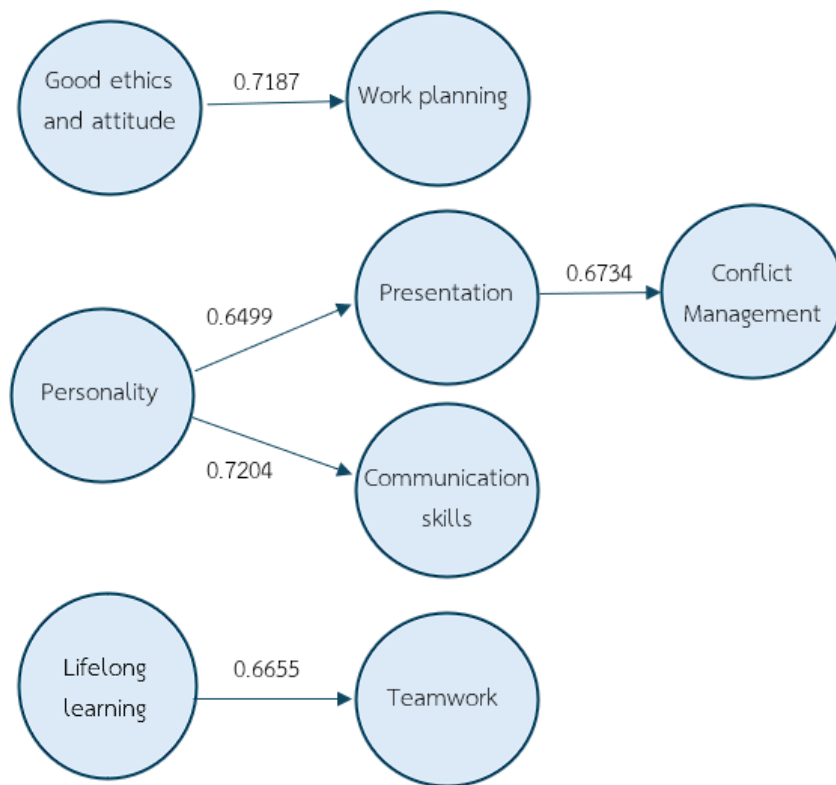 Good ethics
and attitude
0.7187
Work planning
Personality
0.6499
Presentation
0.6734
Conflict
Management
0.7204
Communication
skills
Lifelong
learning
0.6655
Teamwork